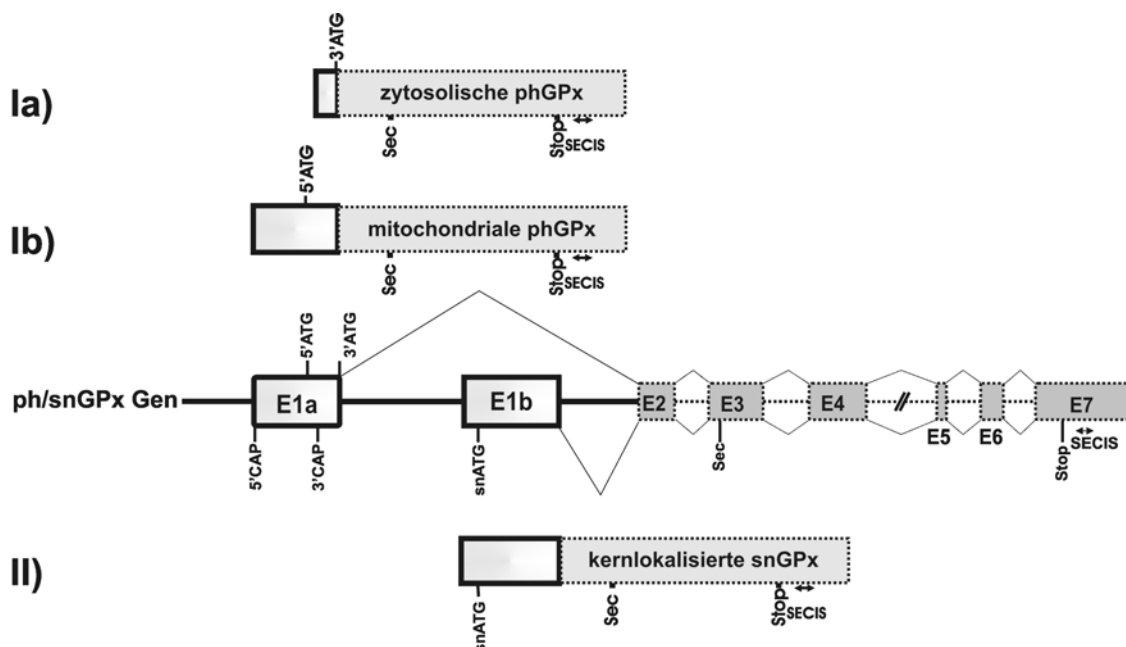 3'ATG
Ia)
zytosolische phGPx
Sec
Stop
SECIS
5'ATG
Ib)
mitochondriale phGPx
Sec
Stop
SECIS
5'ATG
3'ATG
ph/snGPx Gen
E1a
E1b
E2
E3
E4
E5
E6
E7
5'CAP
3'CAP
snATG
Sec
Stop
SECIS
II)
kernlokalisierte snGPx
snATG
Sec
Stop
SECIS